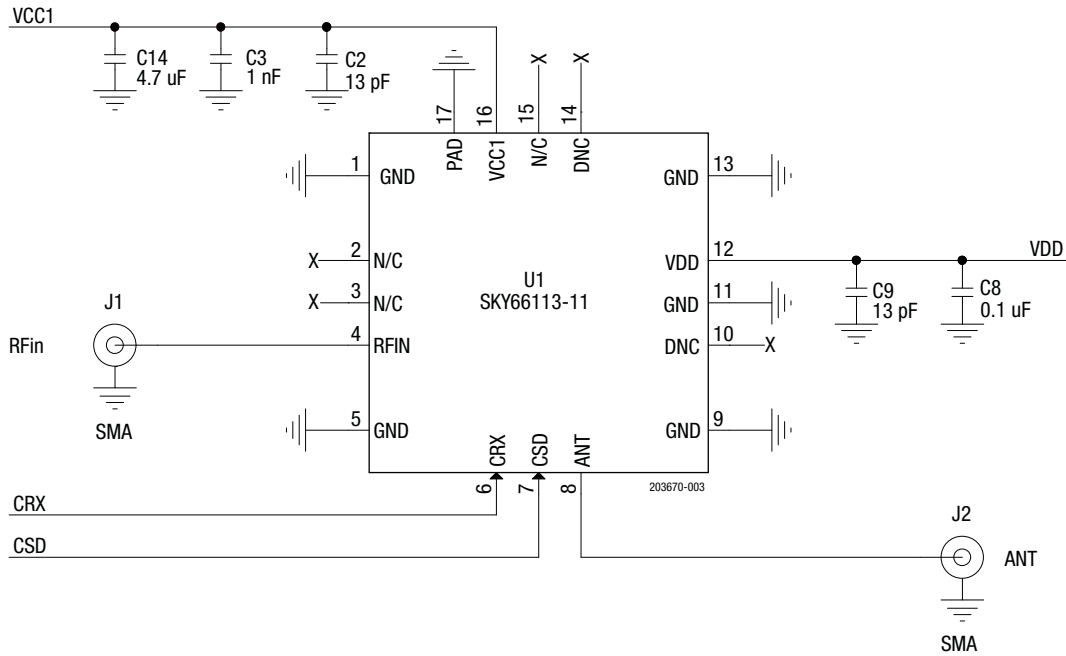 VCC1
C14
4.7 uF
C3
1 nF
C2
13 pF
17
16
15
14
X
X
PAD
VCC1
N/C
DNC
1
GND
13
GND
X
2
N/C
12
VDD
VDD
U1
SKY66113-11
X
3
N/C
11
GND
C9
13 pF
C8
0.1 uF
J1
RFin
4
RFIN
10
DNC
X
SMA
5
GND
9
GND
CRX
CSD
ANT
6
7
8
203670-003
CRX
CSD
J2
ANT
SMA